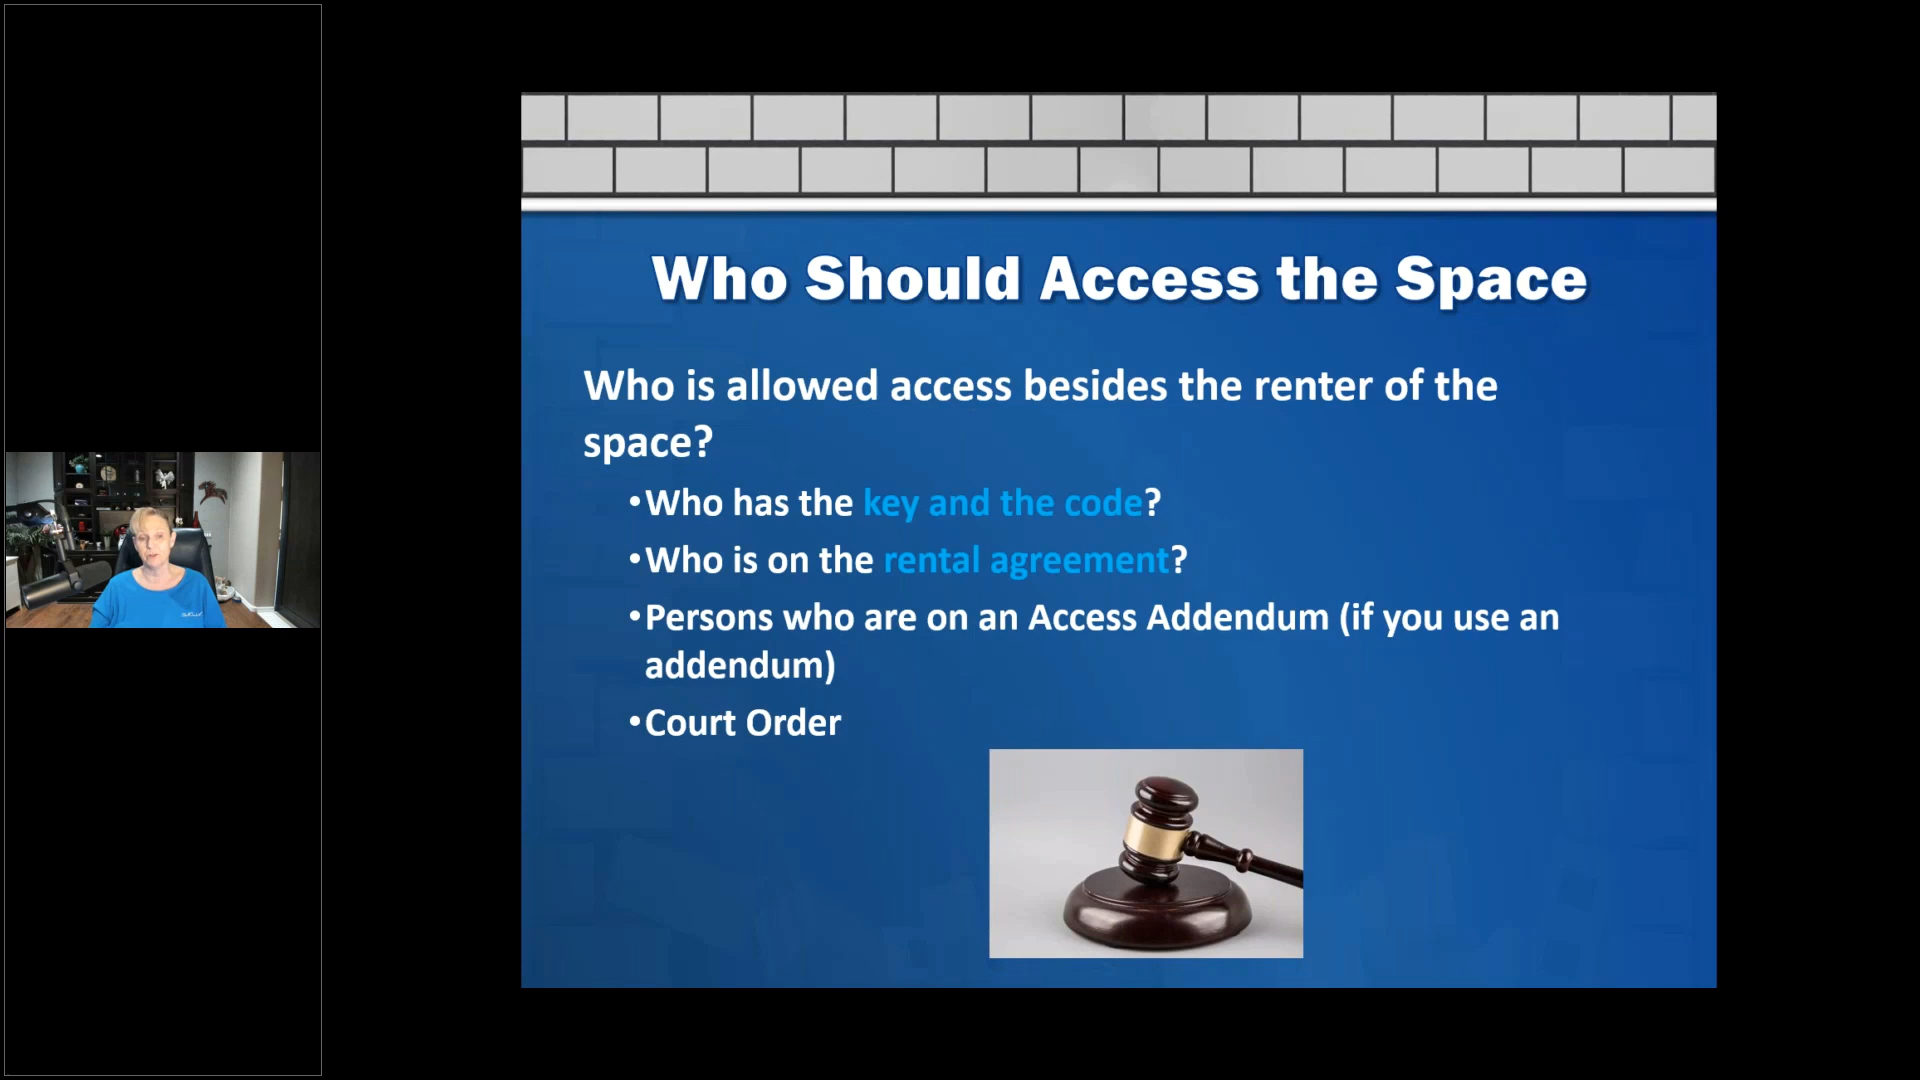 Who Should Access the Space
Who is allowed access besides the renter of the
space?
•Who has the key and the code?
•Who is on the rental agreement?
•Persons who are on an Access Addendum (if you use an
addendum)
•Court Order